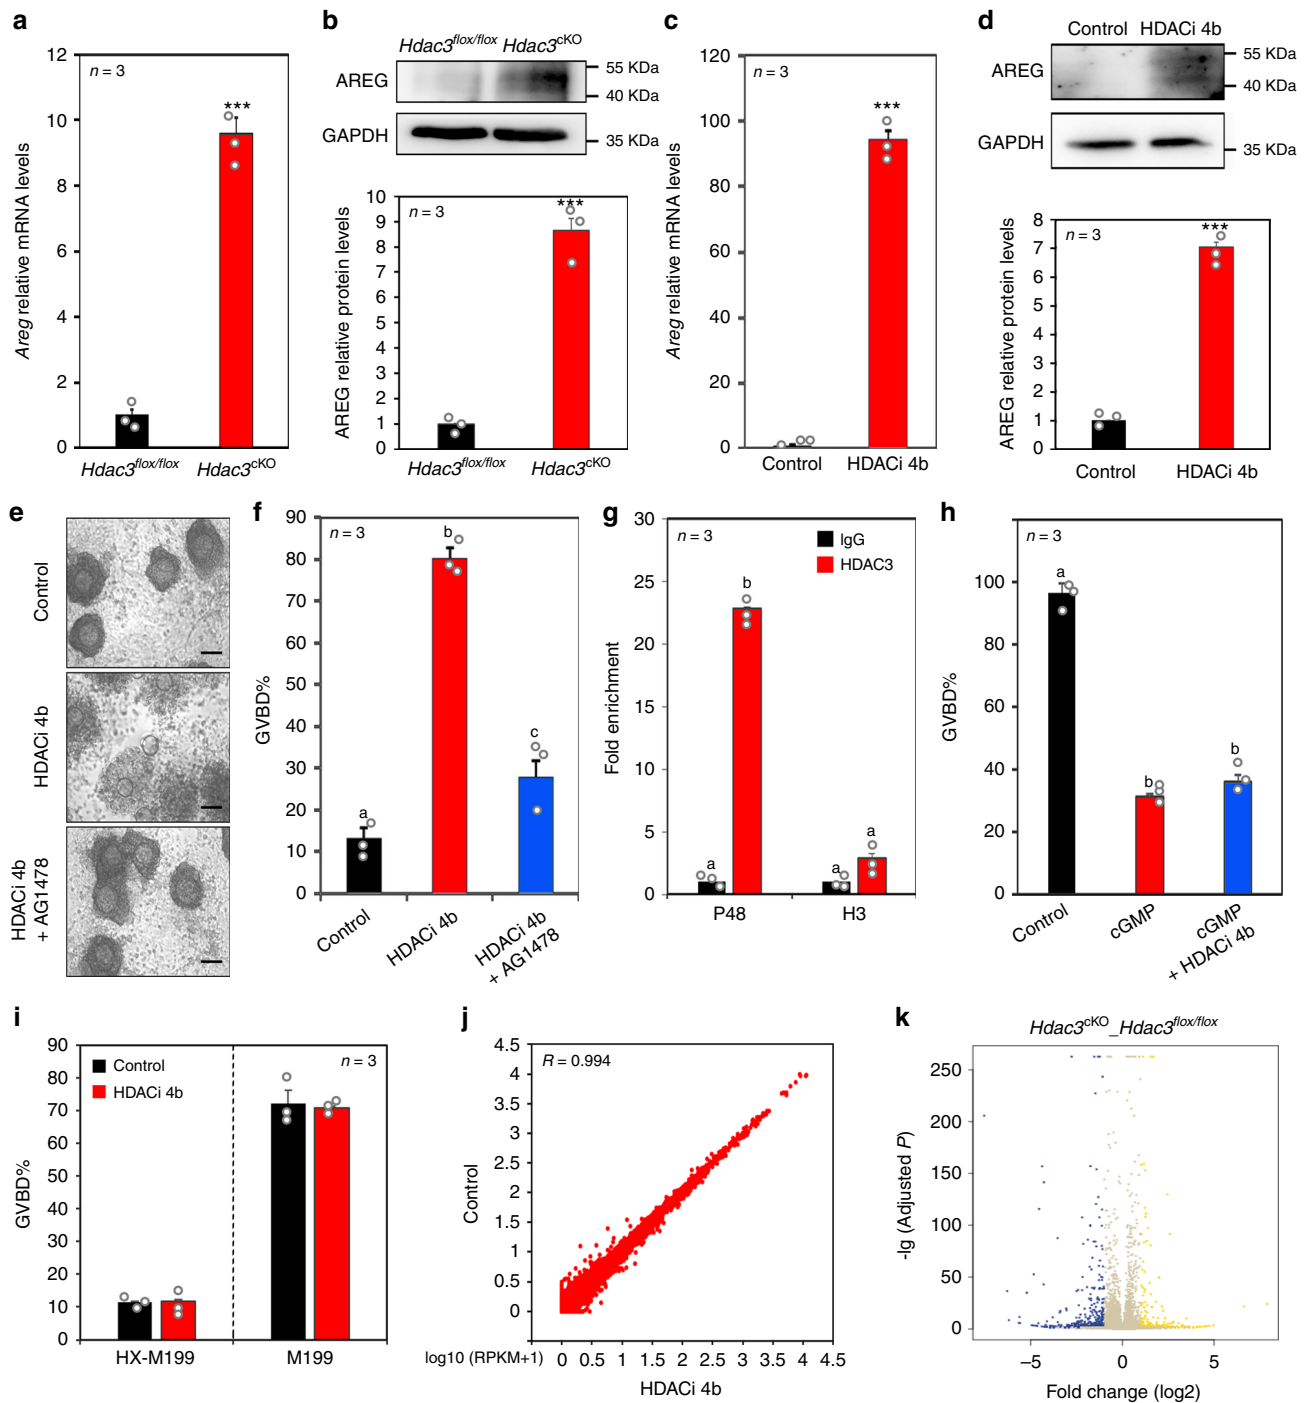 a
n = 3
Areg relative mRNA levels
12
10
8
6
4
2
0
***
Hdac3flox/flox
Hdac3cKO
b
Hdac3flox/flox Hdac3cKO
AREG
55 KDa
40 KDa
GAPDH
35 KDa
n = 3
AREG relative protein levels
10
9
8
7
6
5
4
3
2
1
0
***
Hdac3flox/flox
Hdac3cKO
c
n = 3
Areg relative mRNA levels
120
100
80
60
40
20
0
***
Control
HDACi 4b
d
Control HDACi 4b
AREG
55 KDa
40 KDa
GAPDH
35 KDa
n = 3
AREG relative protein levels
8
7
6
5
4
3
2
1
0
***
Control
HDACi 4b
e
Control
HDACi 4b
HDACi 4b
+ AG1478
f
n = 3
GVBD%
90
80
70
60
50
40
30
20
10
0
a
b
c
Control
HDACi 4b
HDACi 4b
+ AG1478
g
n = 3
IgG
HDAC3
Fold enrichment
30
25
20
15
10
5
0
a
b
a
a
P48
H3
h
n = 3
GVBD%
100
80
60
40
20
0
a
b
b
Control
cGMP
cGMP
+ HDACi 4b
i
Control
HDACi 4b
n = 3
GVBD%
90
80
70
60
50
40
30
20
10
0
HX-M199
M199
j
R = 0.994
Control
4.5
4
3.5
3
2.5
2
1.5
1
0.5
0
log10 (RPKM+1)
0 0.5 1 1.5 2 2.5 3 3.5 4 4.5
HDACi 4b
k
Hdac3cKO_Hdac3flox/flox
-lg (Adjusted P)
250
200
150
100
50
0
−5 0 5
Fold change (log2)